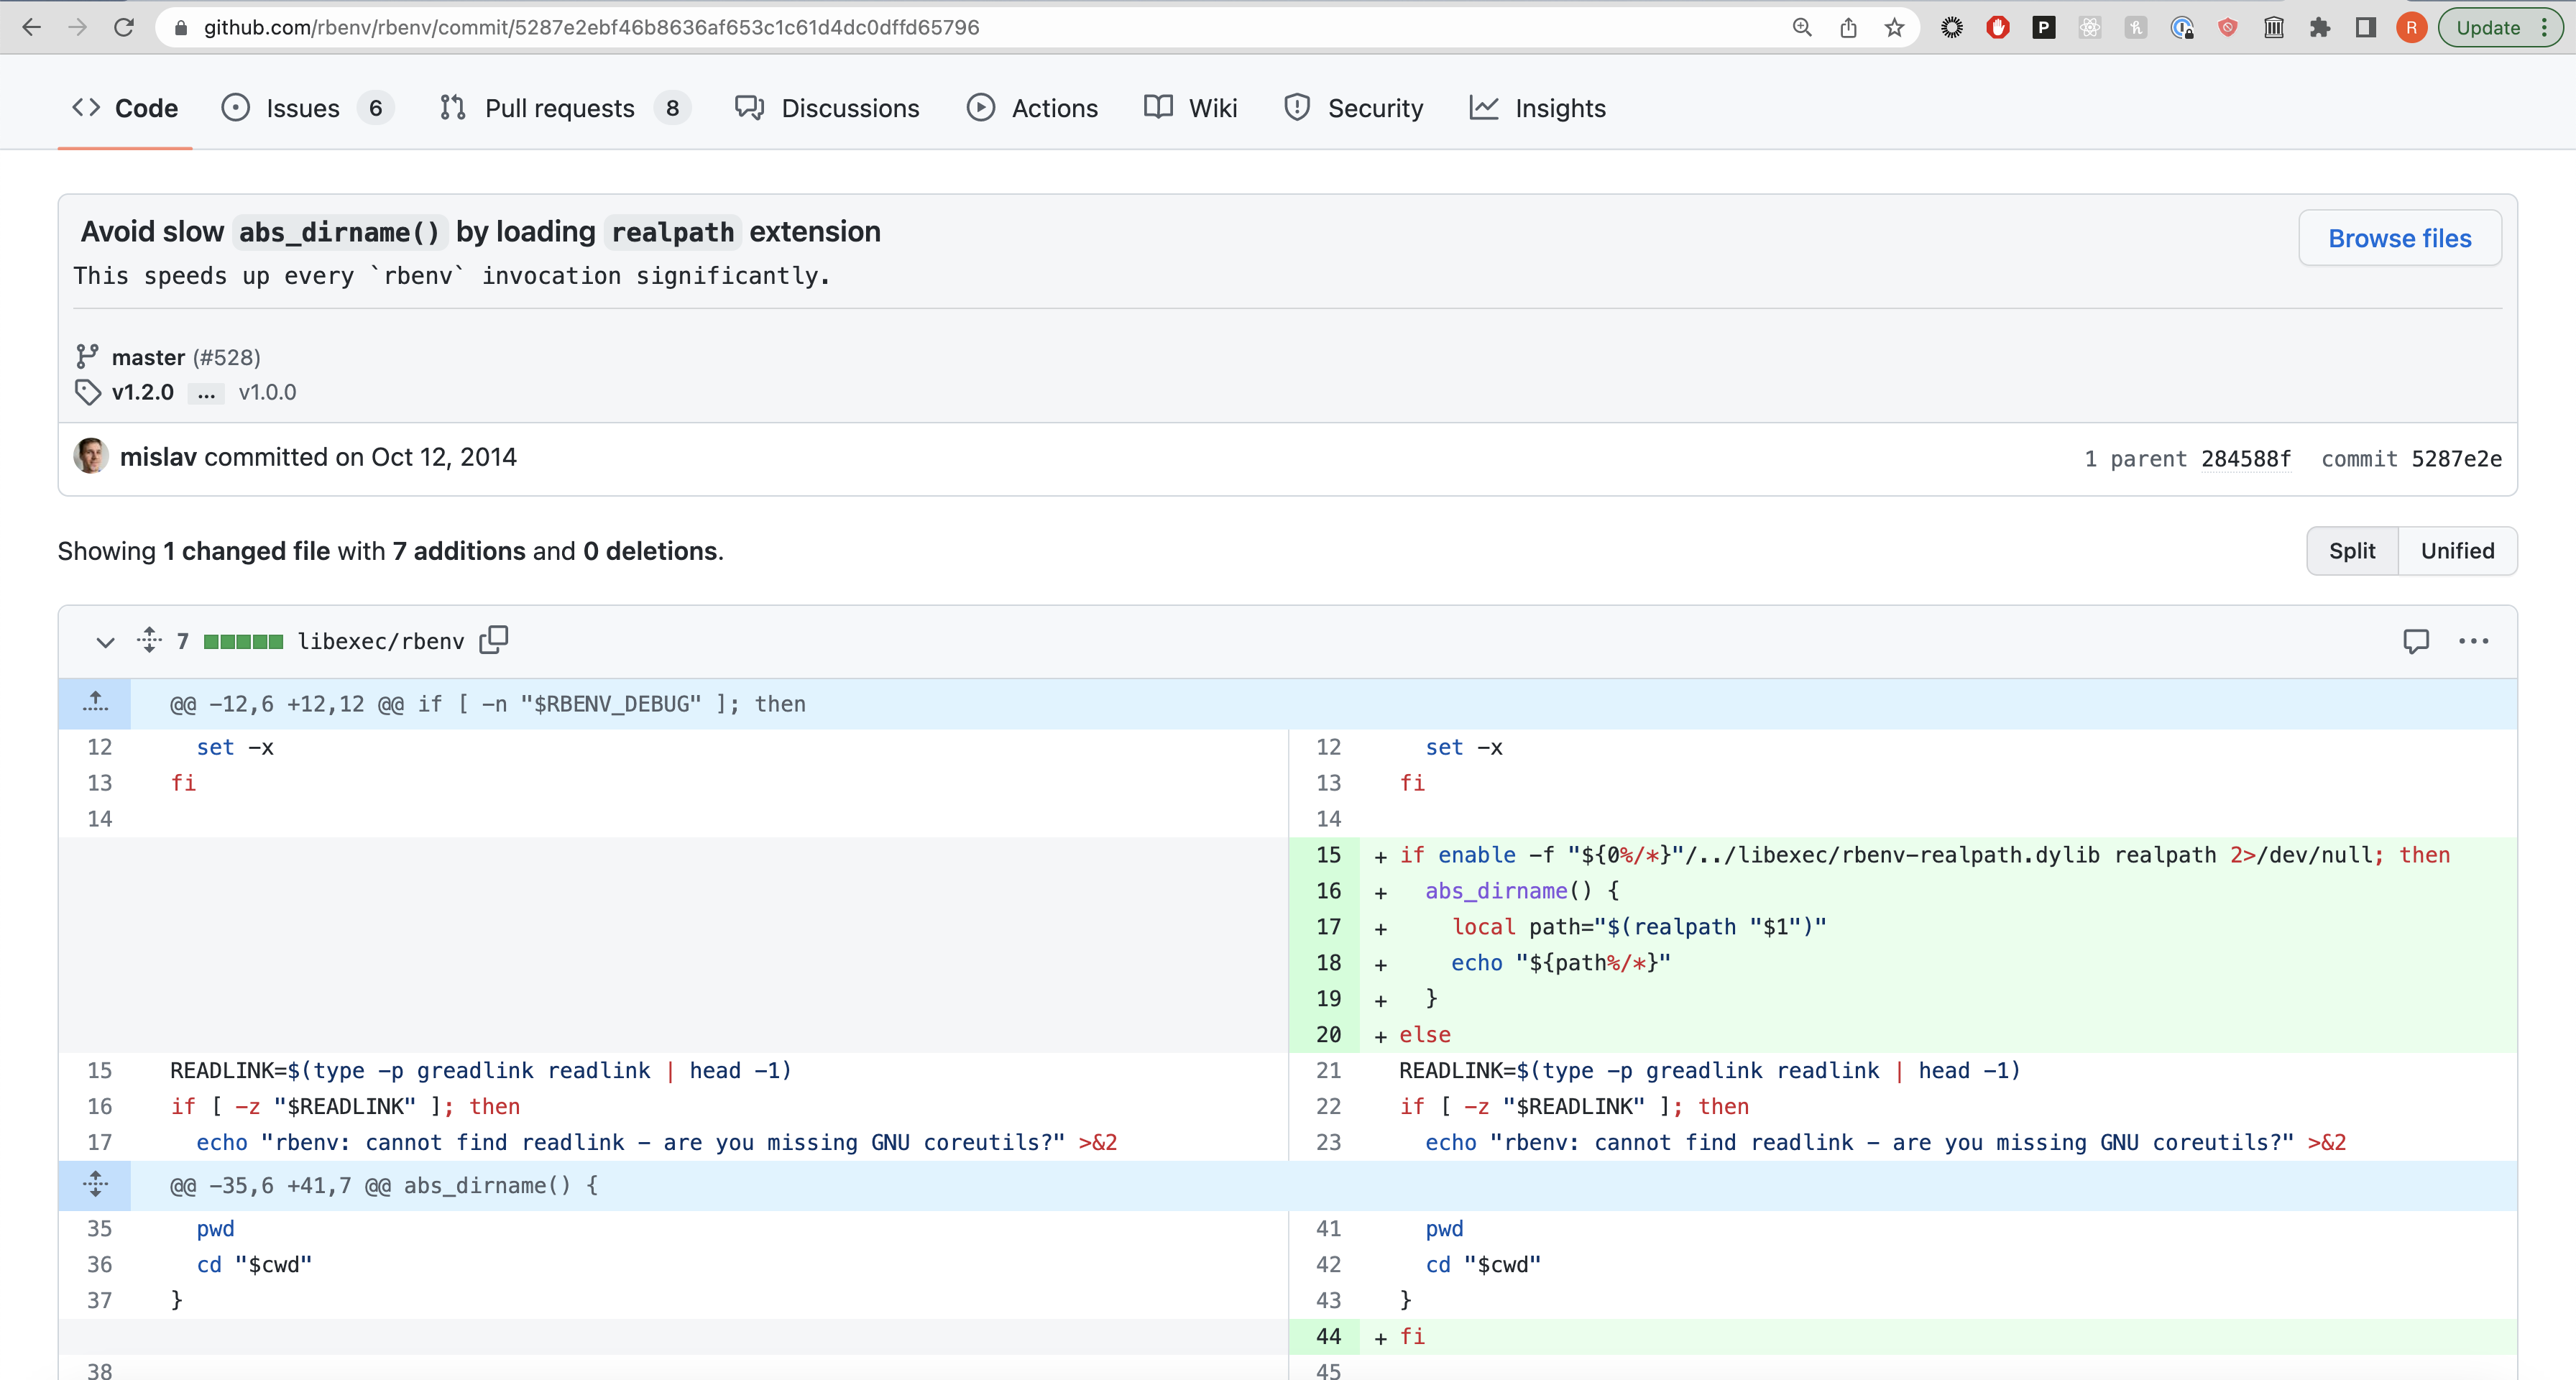 github.com/rbenv/rbenv/commit/5287e2ebf46b8636af653c1c61d4dc0dffd65796
P
R
Update
<> Code
Issues 6
Pull requests 8
Discussions
Actions
Wiki
Security
Insights
Avoid slow abs_dirname() by loading realpath extension
Browse files
This speeds up every `rbenv` invocation significantly.
master (#528)
v1.2.0 ... v1.0.0
mislav committed on Oct 12, 2014
1 parent 284588f commit 5287e2e
Showing 1 changed file with 7 additions and 0 deletions.
Split Unified
7 libexec/rbenv
@@ -12,6 +12,12 @@ if [ -n "$RBENV_DEBUG" ]; then
12 set -x 12 set -x
13 fi 13 fi
14 14
15 + if enable -f "${0%/*}"/../libexec/rbenv-realpath.dylib realpath 2>/dev/null; then
16 + abs_dirname() {
17 + local path="$(realpath "$1")"
18 + echo "${path%/*}"
19 + }
20 + else
15 READLINK=$(type -p greadlink readlink | head -1) 21 READLINK=$(type -p greadlink readlink | head -1)
16 if [ -z "$READLINK" ]; then 22 if [ -z "$READLINK" ]; then
17 echo "rbenv: cannot find readlink - are you missing GNU coreutils?" >&2 23 echo "rbenv: cannot find readlink - are you missing GNU coreutils?" >&2
@@ -35,6 +41,7 @@ abs_dirname() {
35 pwd 41 pwd
36 cd "$cwd" 42 cd "$cwd"
37 } 43 }
44 + fi
38 45